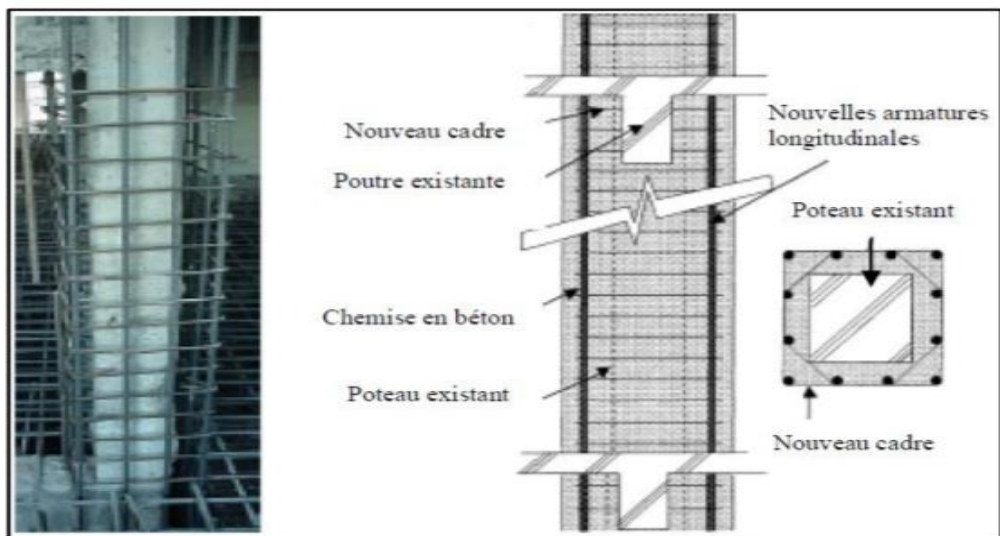 Nouveau cadre
Poutre existante
Nouvelles armatures
longitudinales
Poteau existant
Chemise en béton
Poteau existant
Nouveau cadre